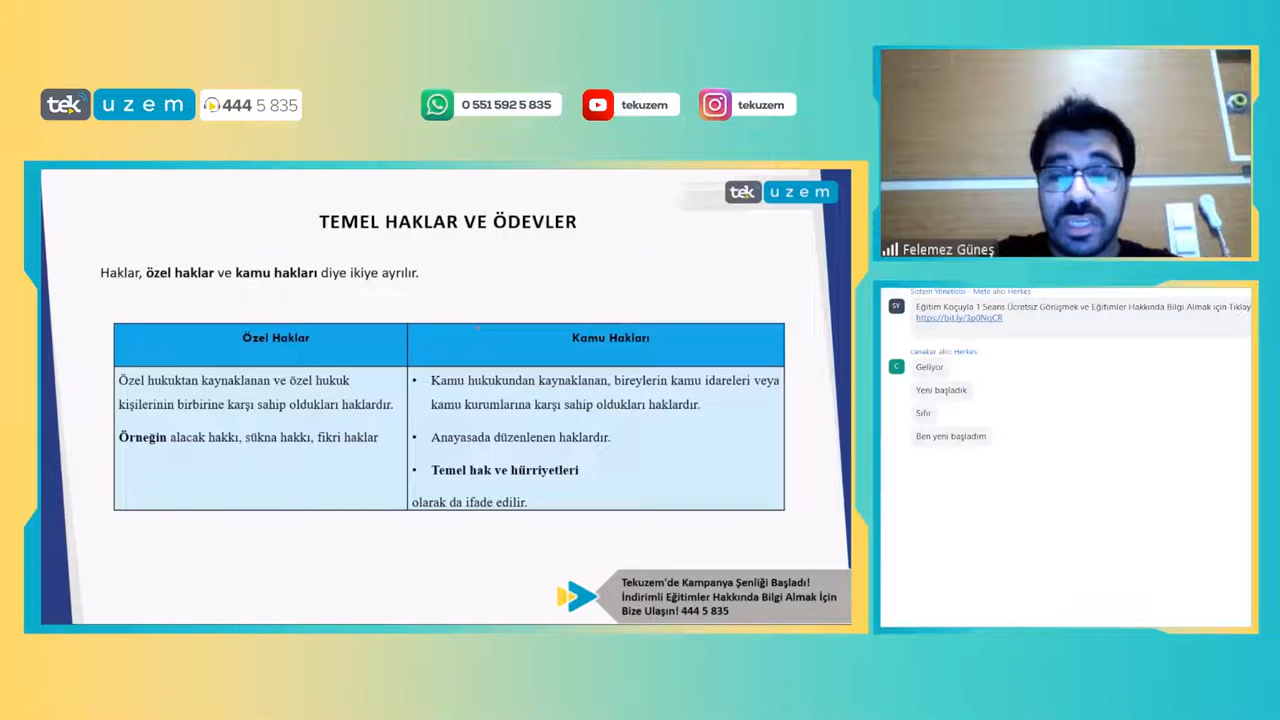 tek uzem 444 5 835
0 551 592 5 835
tekuzem
tekuzem
tek uzem
TEMEL HAKLAR VE ÖDEVLER
Haklar, özel haklar ve kamu hakları diye ikiye ayrılır.
Özel Haklar
Özel hukuktan kaynaklanan ve özel hukuk
kişilerinin birbirine karşı sahip oldukları haklardır.
Örneğin alacak hakkı, sükna hakkı, fikri haklar
Kamu Hakları
• Kamu hukukundan kaynaklanan, bireylerin kamu idareleri veya
kamu kurumlarına karşı sahip oldukları haklardır.
• Anayasada düzenlenen haklardır.
• Temel hak ve hürriyetleri
olarak da ifade edilir.
Tekuzem'de Kampanya Şenliği Başladı!
İndirimli Eğitimler Hakkında Bilgi Almak İçin
Bize Ulaşın! 444 5 835
Felemez Güneş
Sistem Yöneticisi - Mete alıcı Herkes
SY
Eğitim Koçuyla 1 Seans Ücretsiz Görüşmek ve Eğitimler Hakkında Bilgi Almak için Tıklay
https://bit.ly/3p0NqCR
canakar alıcı Herkes
C
Geliyor
Yeni başladık
Sıfır
Ben yeni başladım